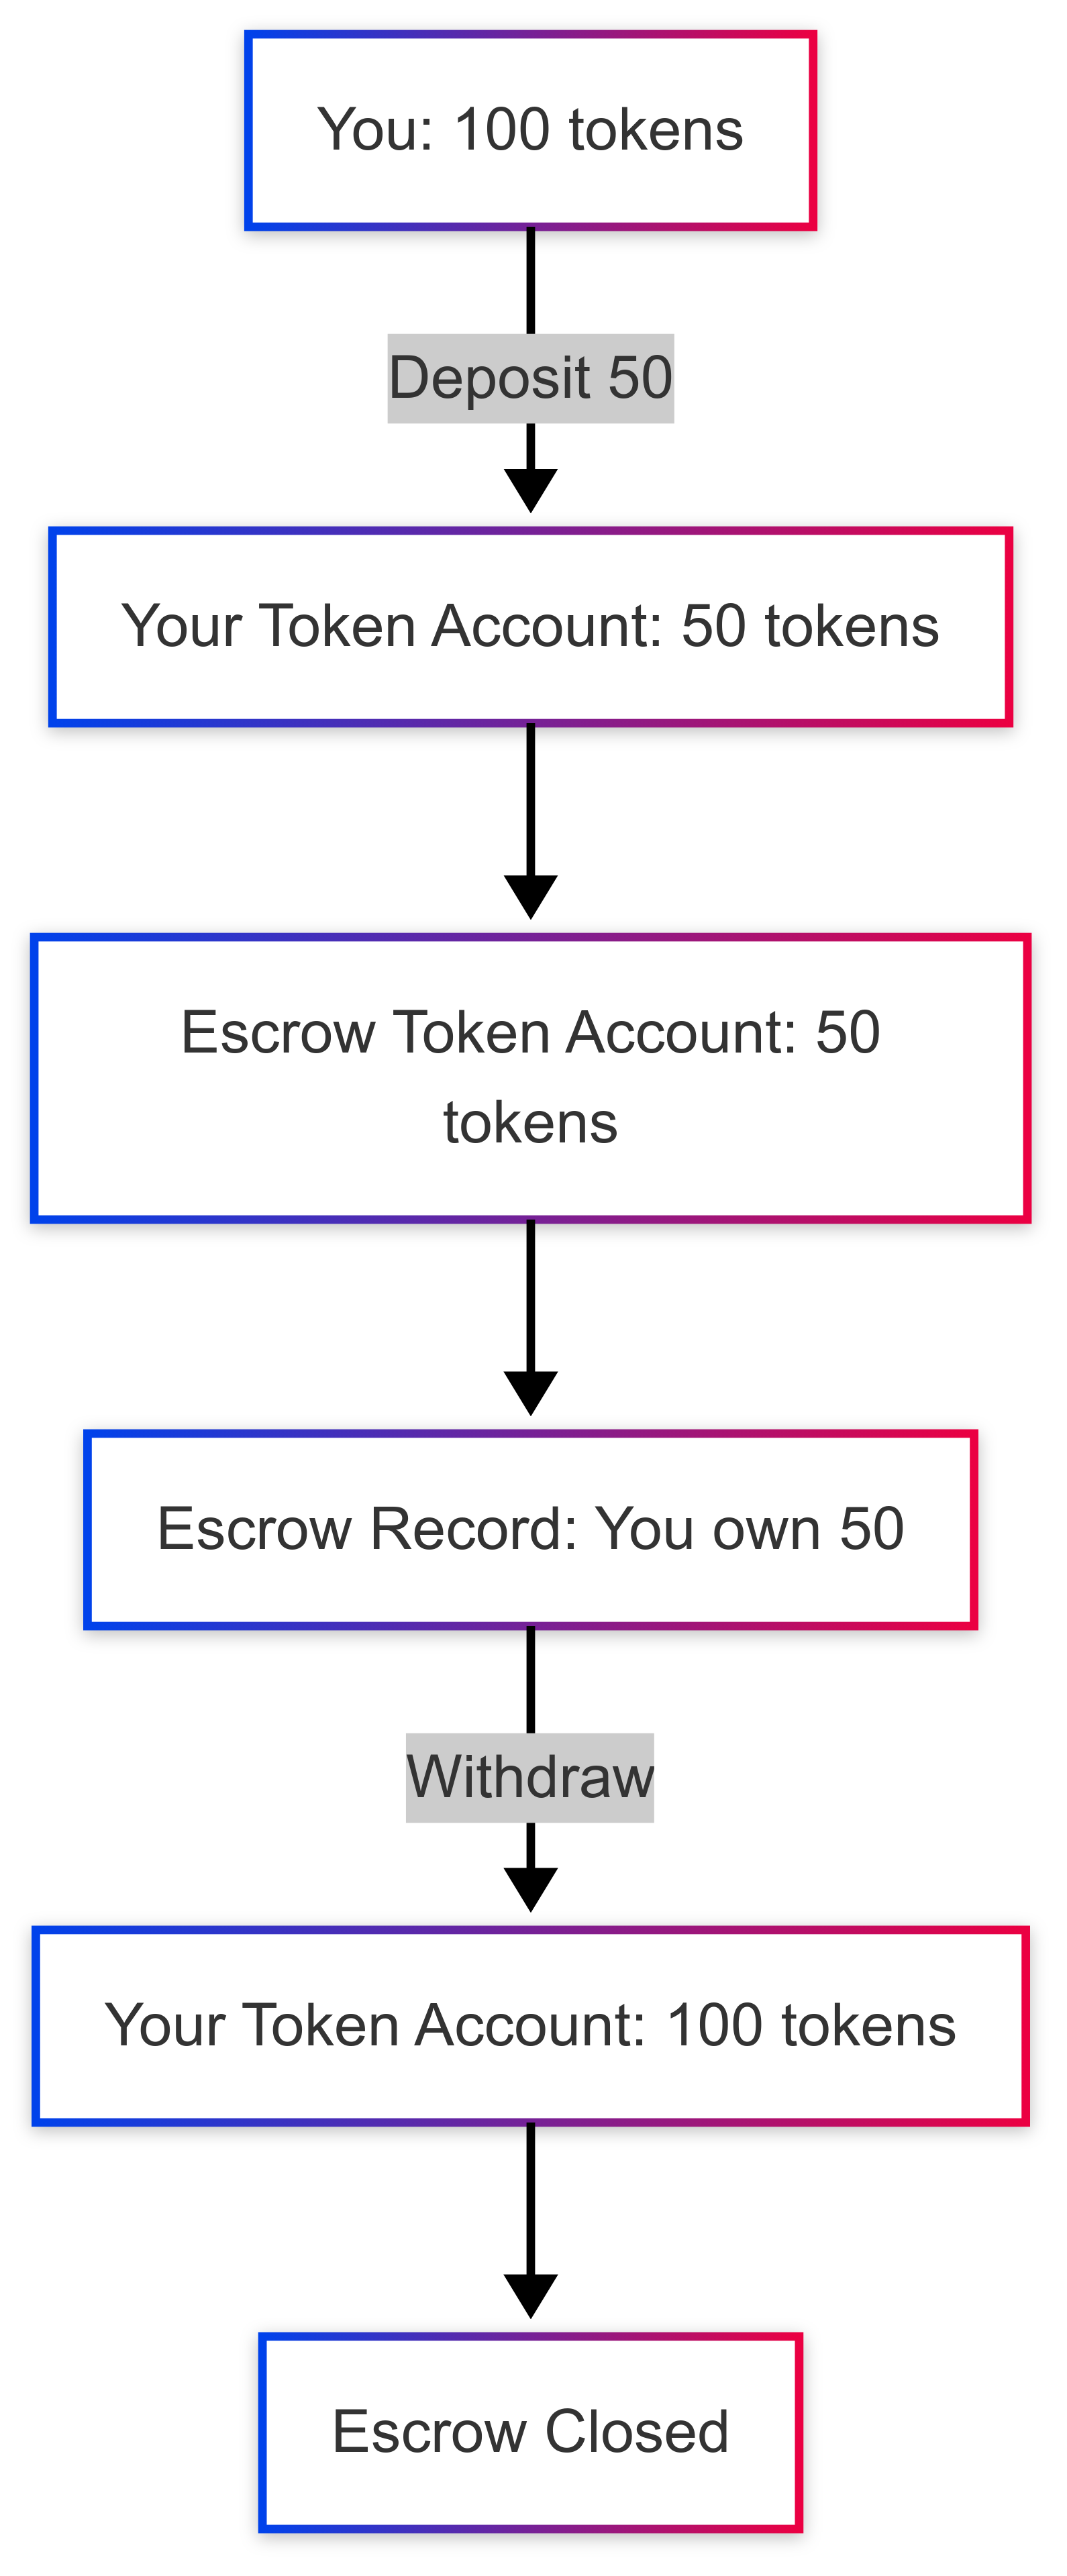 You: 100 tokens
Deposit 50
Your Token Account: 50 tokens
Escrow Token Account: 50
tokens
Escrow Record: You own 50
Withdraw
Your Token Account: 100 tokens
Escrow Closed